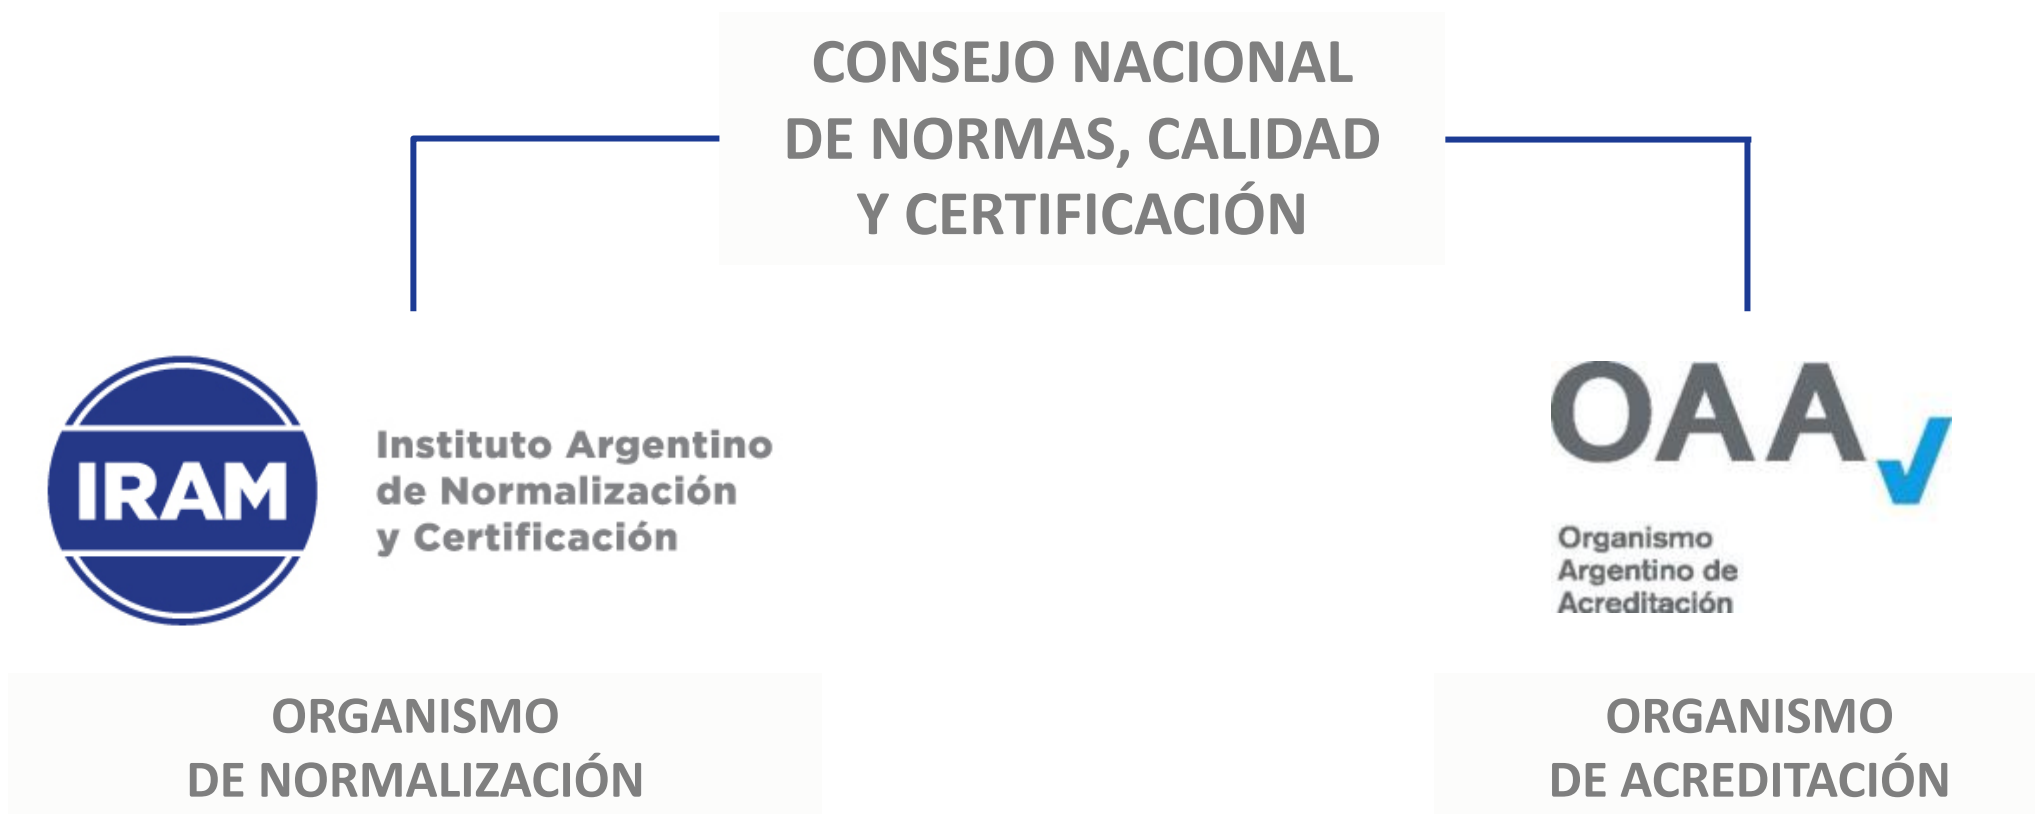 CONSEJO NACIONAL
DE NORMAS, CALIDAD
Y CERTIFICACIÓN
IRAM
Instituto Argentino
de Normalización
y Certificación
ORGANISMO
DE NORMALIZACIÓN
OAA
Organismo
Argentino de
Acreditación
ORGANISMO
DE ACREDITACIÓN